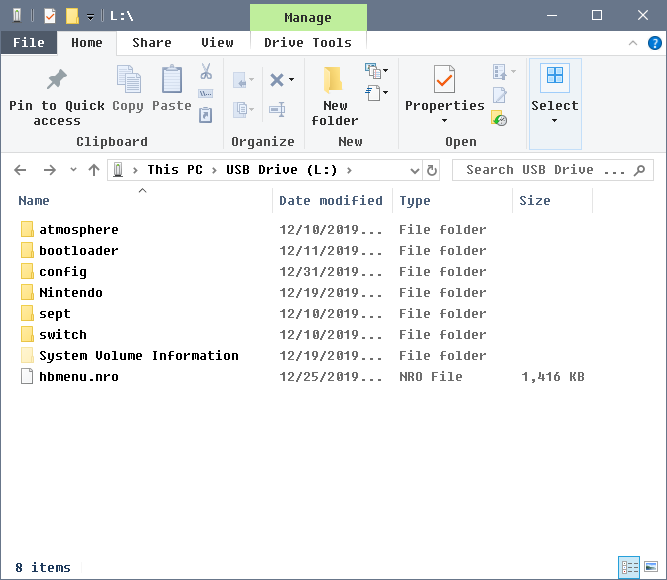 L:\ Manage
File Home Share View Drive Tools
Pin to Quick access Copy Paste New folder Properties Select
Clipboard Organize New Open
This PC > USB Drive (L:) > Search USB Drive ...
Name Date modified Type Size
atmosphere 12/10/2019... File folder
bootloader 12/11/2019... File folder
config 12/31/2019... File folder
Nintendo 12/19/2019... File folder
sept 12/10/2019... File folder
switch 12/10/2019... File folder
System Volume Information 12/19/2019... File folder
hbmenu.nro 12/25/2019... NRO File 1,416 KB
8 items